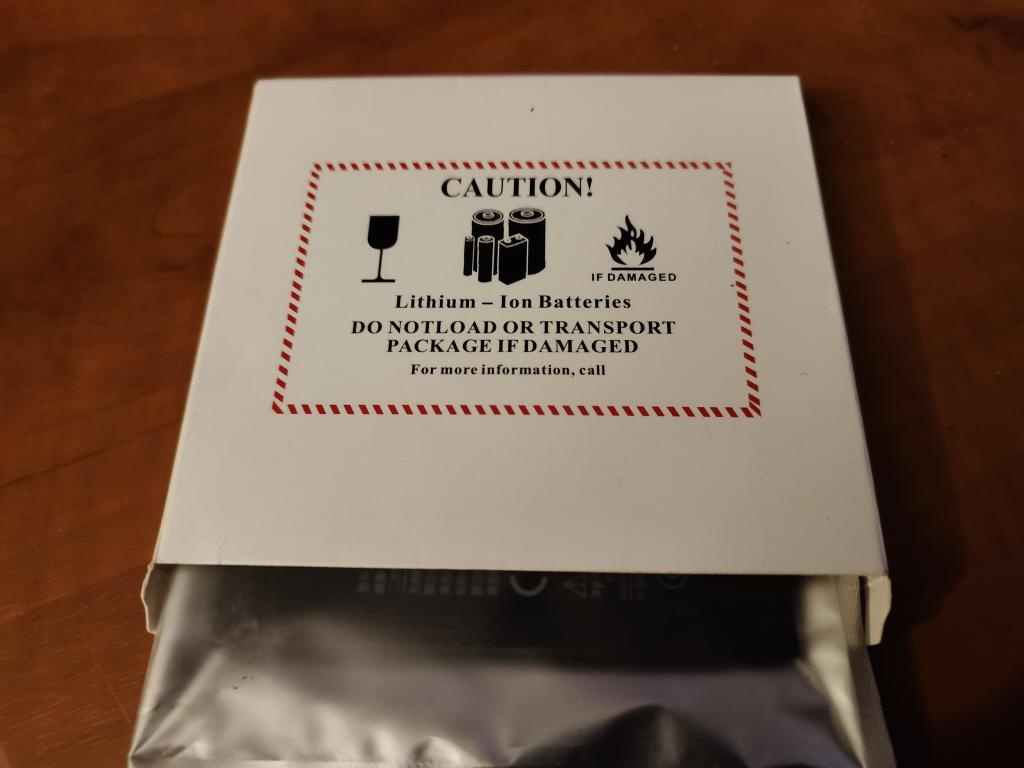 CAUTION!
IF DAMAGED
Lithium – Ion Batteries
DO NOTLOAD OR TRANSPORT
PACKAGE IF DAMAGED
For more information, call